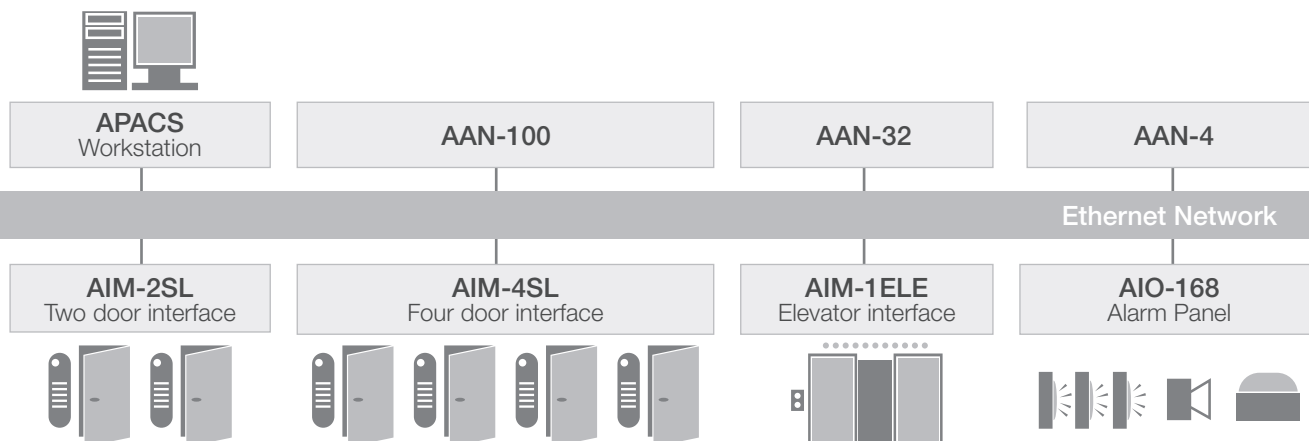 APACS
Workstation
AAN-100
AAN-32
AAN-4
Ethernet Network
AIM-2SL
Two door interface
AIM-4SL
Four door interface
AIM-1ELE
Elevator interface
AIO-168
Alarm Panel